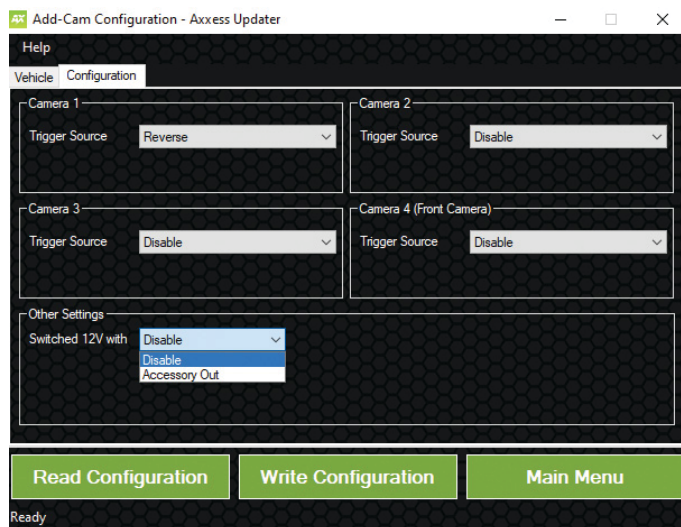 AX Add-Cam Configuration - Axxess Updater
Help
Vehicle Configuration
Camera 1
Trigger Source Reverse
Camera 2
Trigger Source Disable
Camera 3
Trigger Source Disable
Camera 4 (Front Camera)
Trigger Source Disable
Other Settings
Switched 12V with Disable
Disable
Accessory Out
Read Configuration Write Configuration Main Menu
Ready